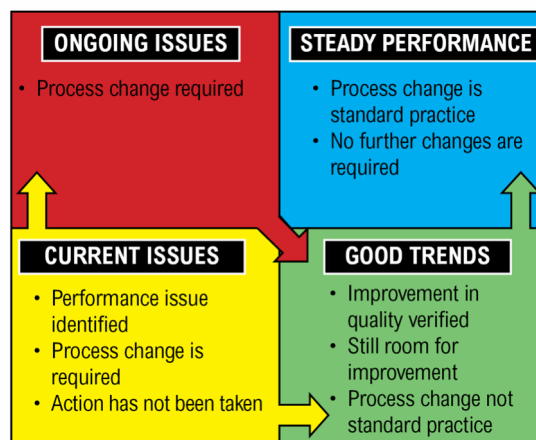 ONGOING ISSUES
• Process change required
STEADY PERFORMANCE
• Process change is
standard practice
• No further changes are
required
CURRENT ISSUES
• Performance issue
identified
• Process change is
required
• Action has not been taken
GOOD TRENDS
• Improvement in
quality verified
• Still room for
improvement
• Process change not
standard practice